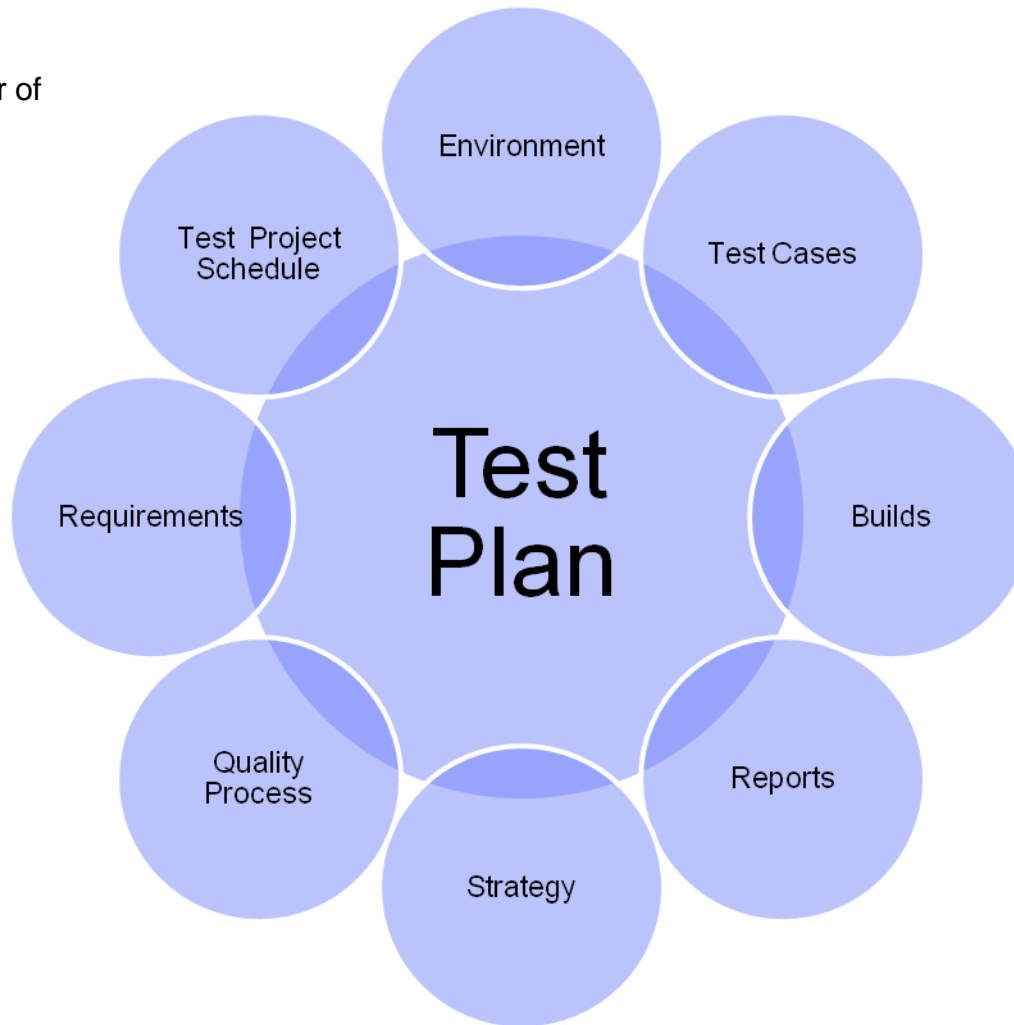 r of
Environment
Test Project
Schedule
Test Cases
Test
Plan
Requirements
Builds
Quality
Process
Reports
Strategy